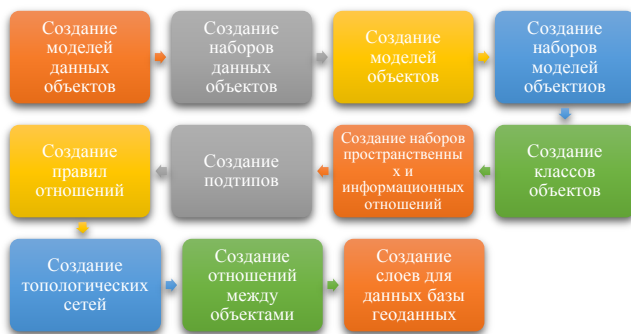 Создание
моделей
данных
объектов
Создание
наборов
данных
объектов
Создание
моделей
объектов
Создание
наборов
моделей
объектиов
Создание
классов
объектов
Создание наборов
пространственны
х и
информационных
отношений
Создание
подтипов
Создание
правил
отношений
Создание
топологических
сетей
Создание
отношений
между
объектами
Создание
слоев для
данных базы
геоданных